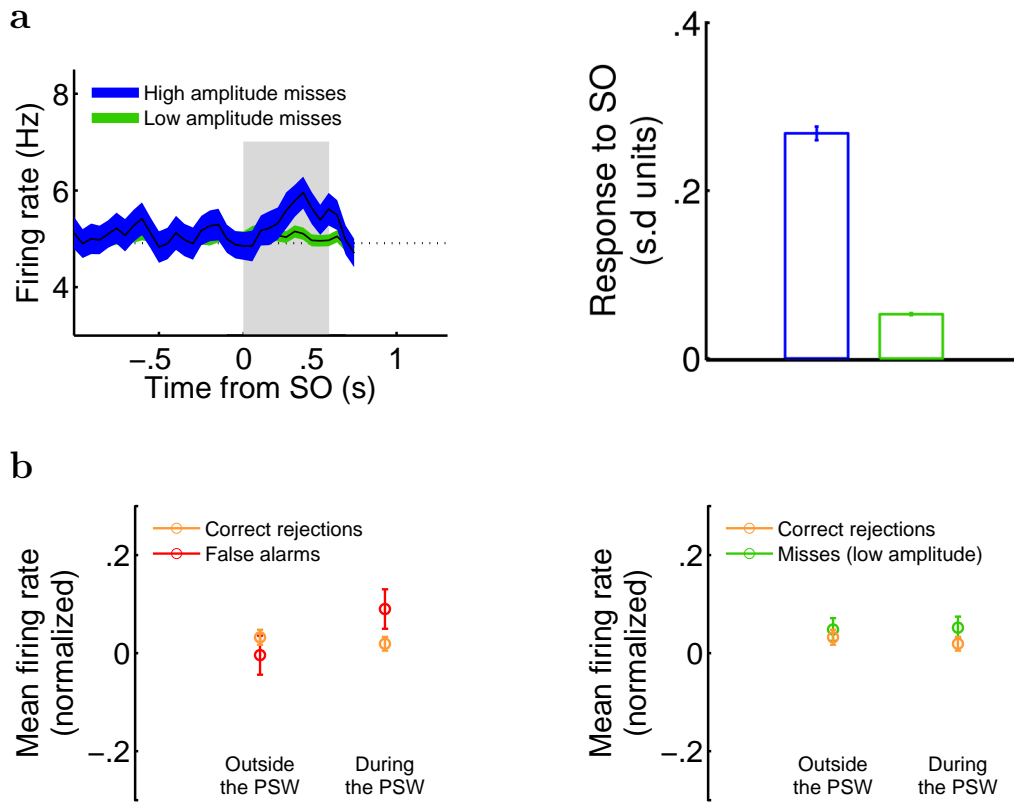 a
8
6
4
Firing rate (Hz)
High amplitude misses
Low amplitude misses
−.5
0
.5
1
Time from SO (s)
.4
.2
0
Response to SO
(s.d units)
b
.2
0
−.2
Mean firing rate
(normalized)
Correct rejections
False alarms
Outside
the PSW
During
the PSW
.2
0
−.2
Mean firing rate
(normalized)
Correct rejections
Misses (low amplitude)
Outside
the PSW
During
the PSW